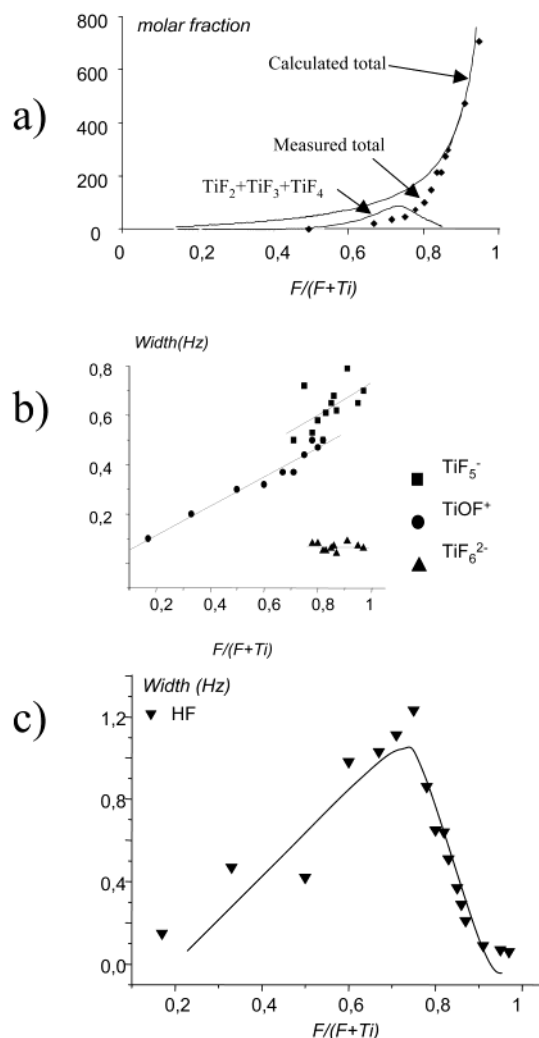 800
molar fraction
600
Calculated total
a)
400
Measured total
200
TiF2+TiF3+TiF4
0
0 0,2 0,4 0,6 0,8 1
F/(F+Ti)
Width(Hz)
0,8
b)
0,6
TiF5-
0,4
TiOF+
0,2
TiF6 2-
0,2 0,4 0,6 0,8 1
F/(F+Ti)
c)
Width (Hz)
HF
1,2
0,8
0,4
0,0
0,2 0,4 0,6 0,8 1
F/(F+Ti)